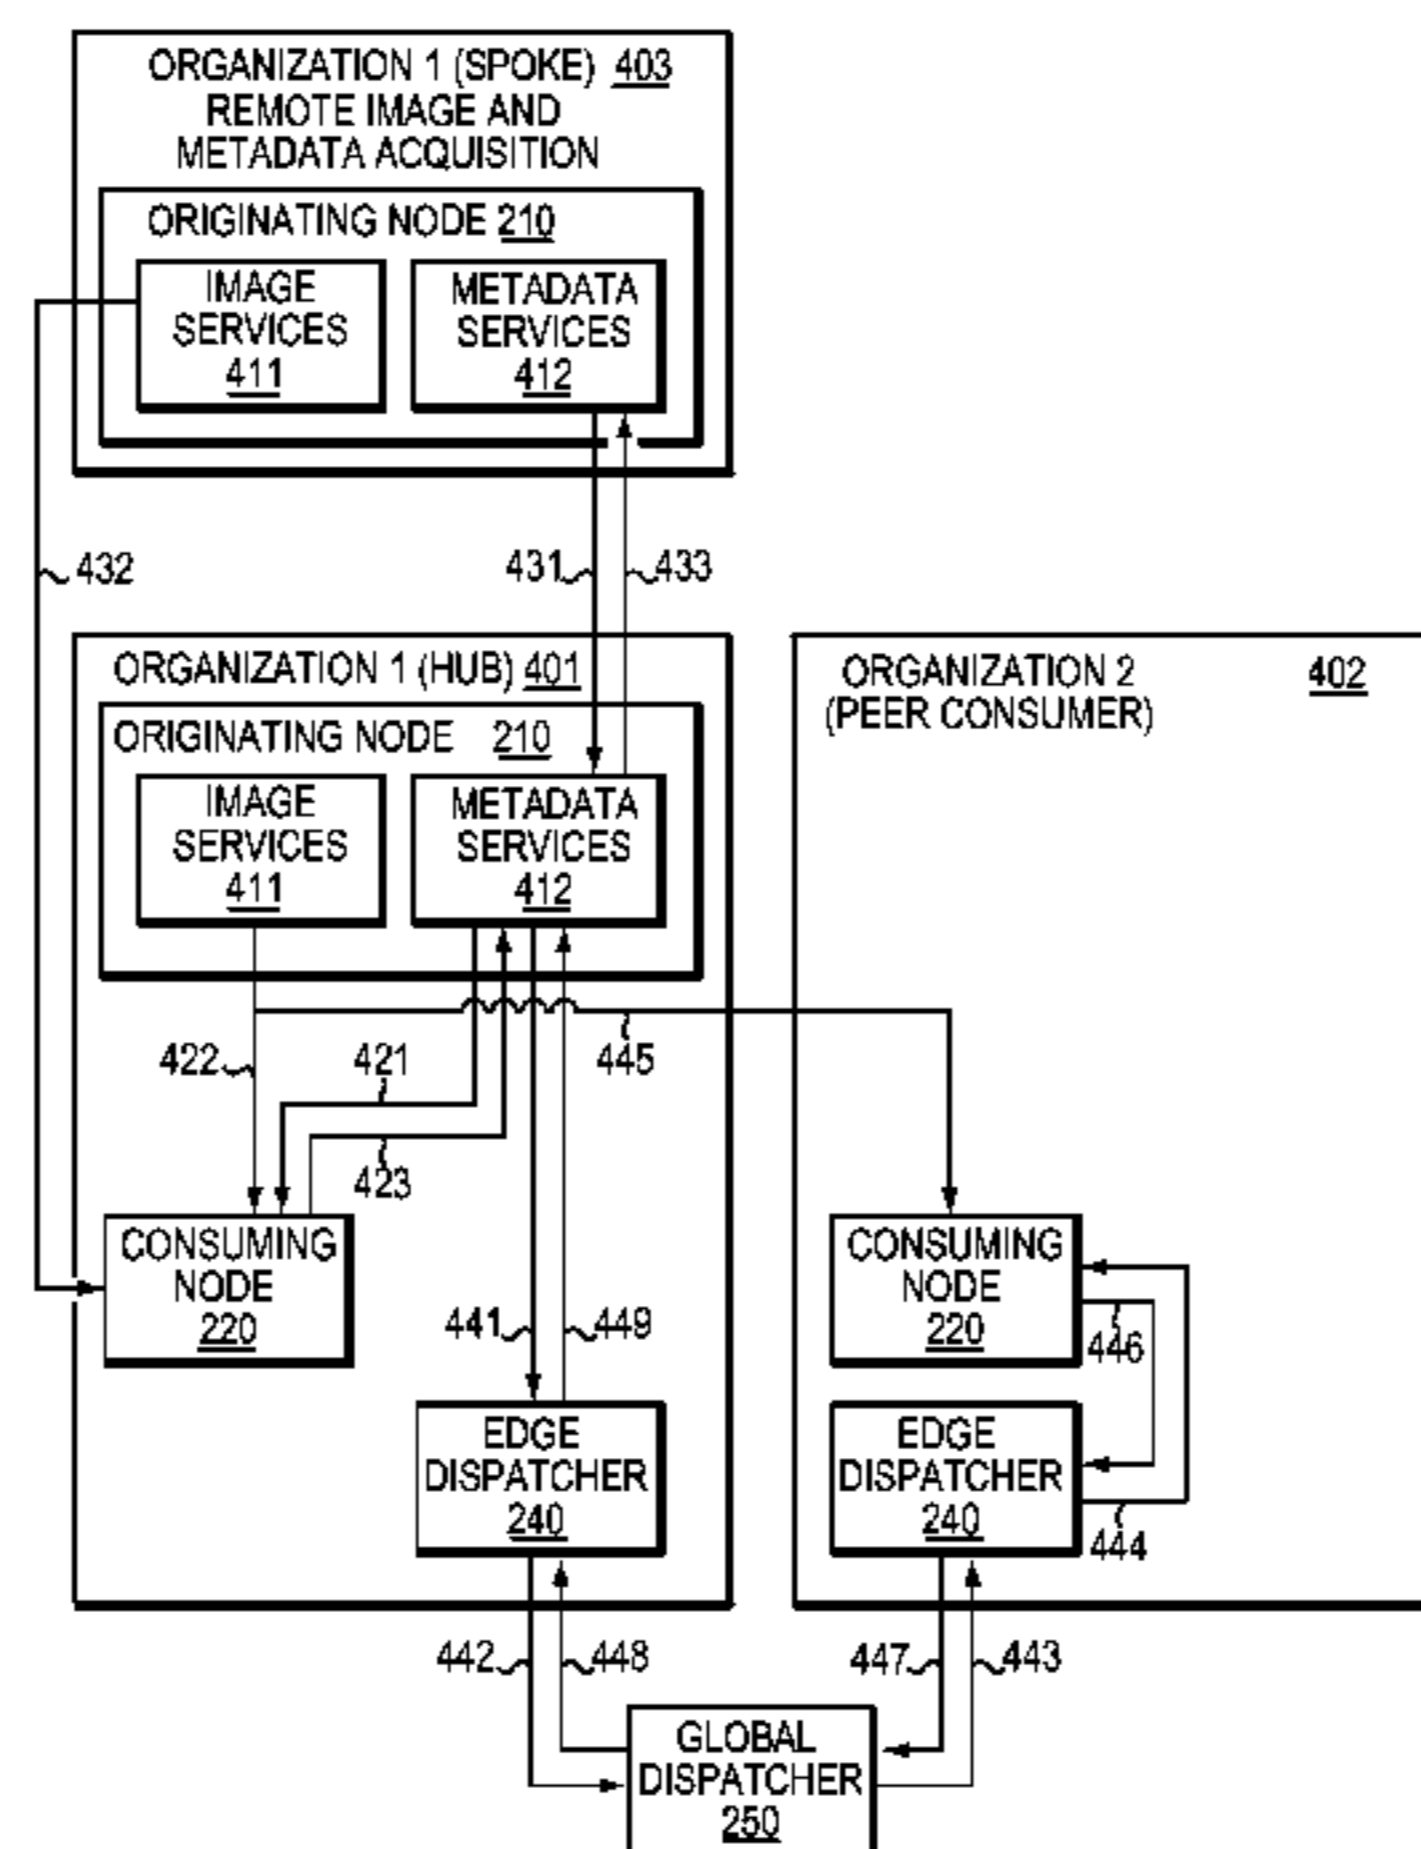 ORGANIZATION 1 (SPOKE) 403
REMOTE IMAGE AND
METADATA ACQUISITION
ORIGINATING NODE 210
IMAGE
SERVICES
411
METADATA
SERVICES
412
432
431
433
ORGANIZATION 1 (HUB) 401
ORIGINATING NODE 210
IMAGE
SERVICES
411
METADATA
SERVICES
412
ORGANIZATION 2 402
(PEER CONSUMER)
422
421
445
423
CONSUMING
NODE
220
441
449
CONSUMING
NODE
220
446
EDGE
DISPATCHER
240
EDGE
DISPATCHER
240
444
442
448
447
443
GLOBAL
DISPATCHER
250